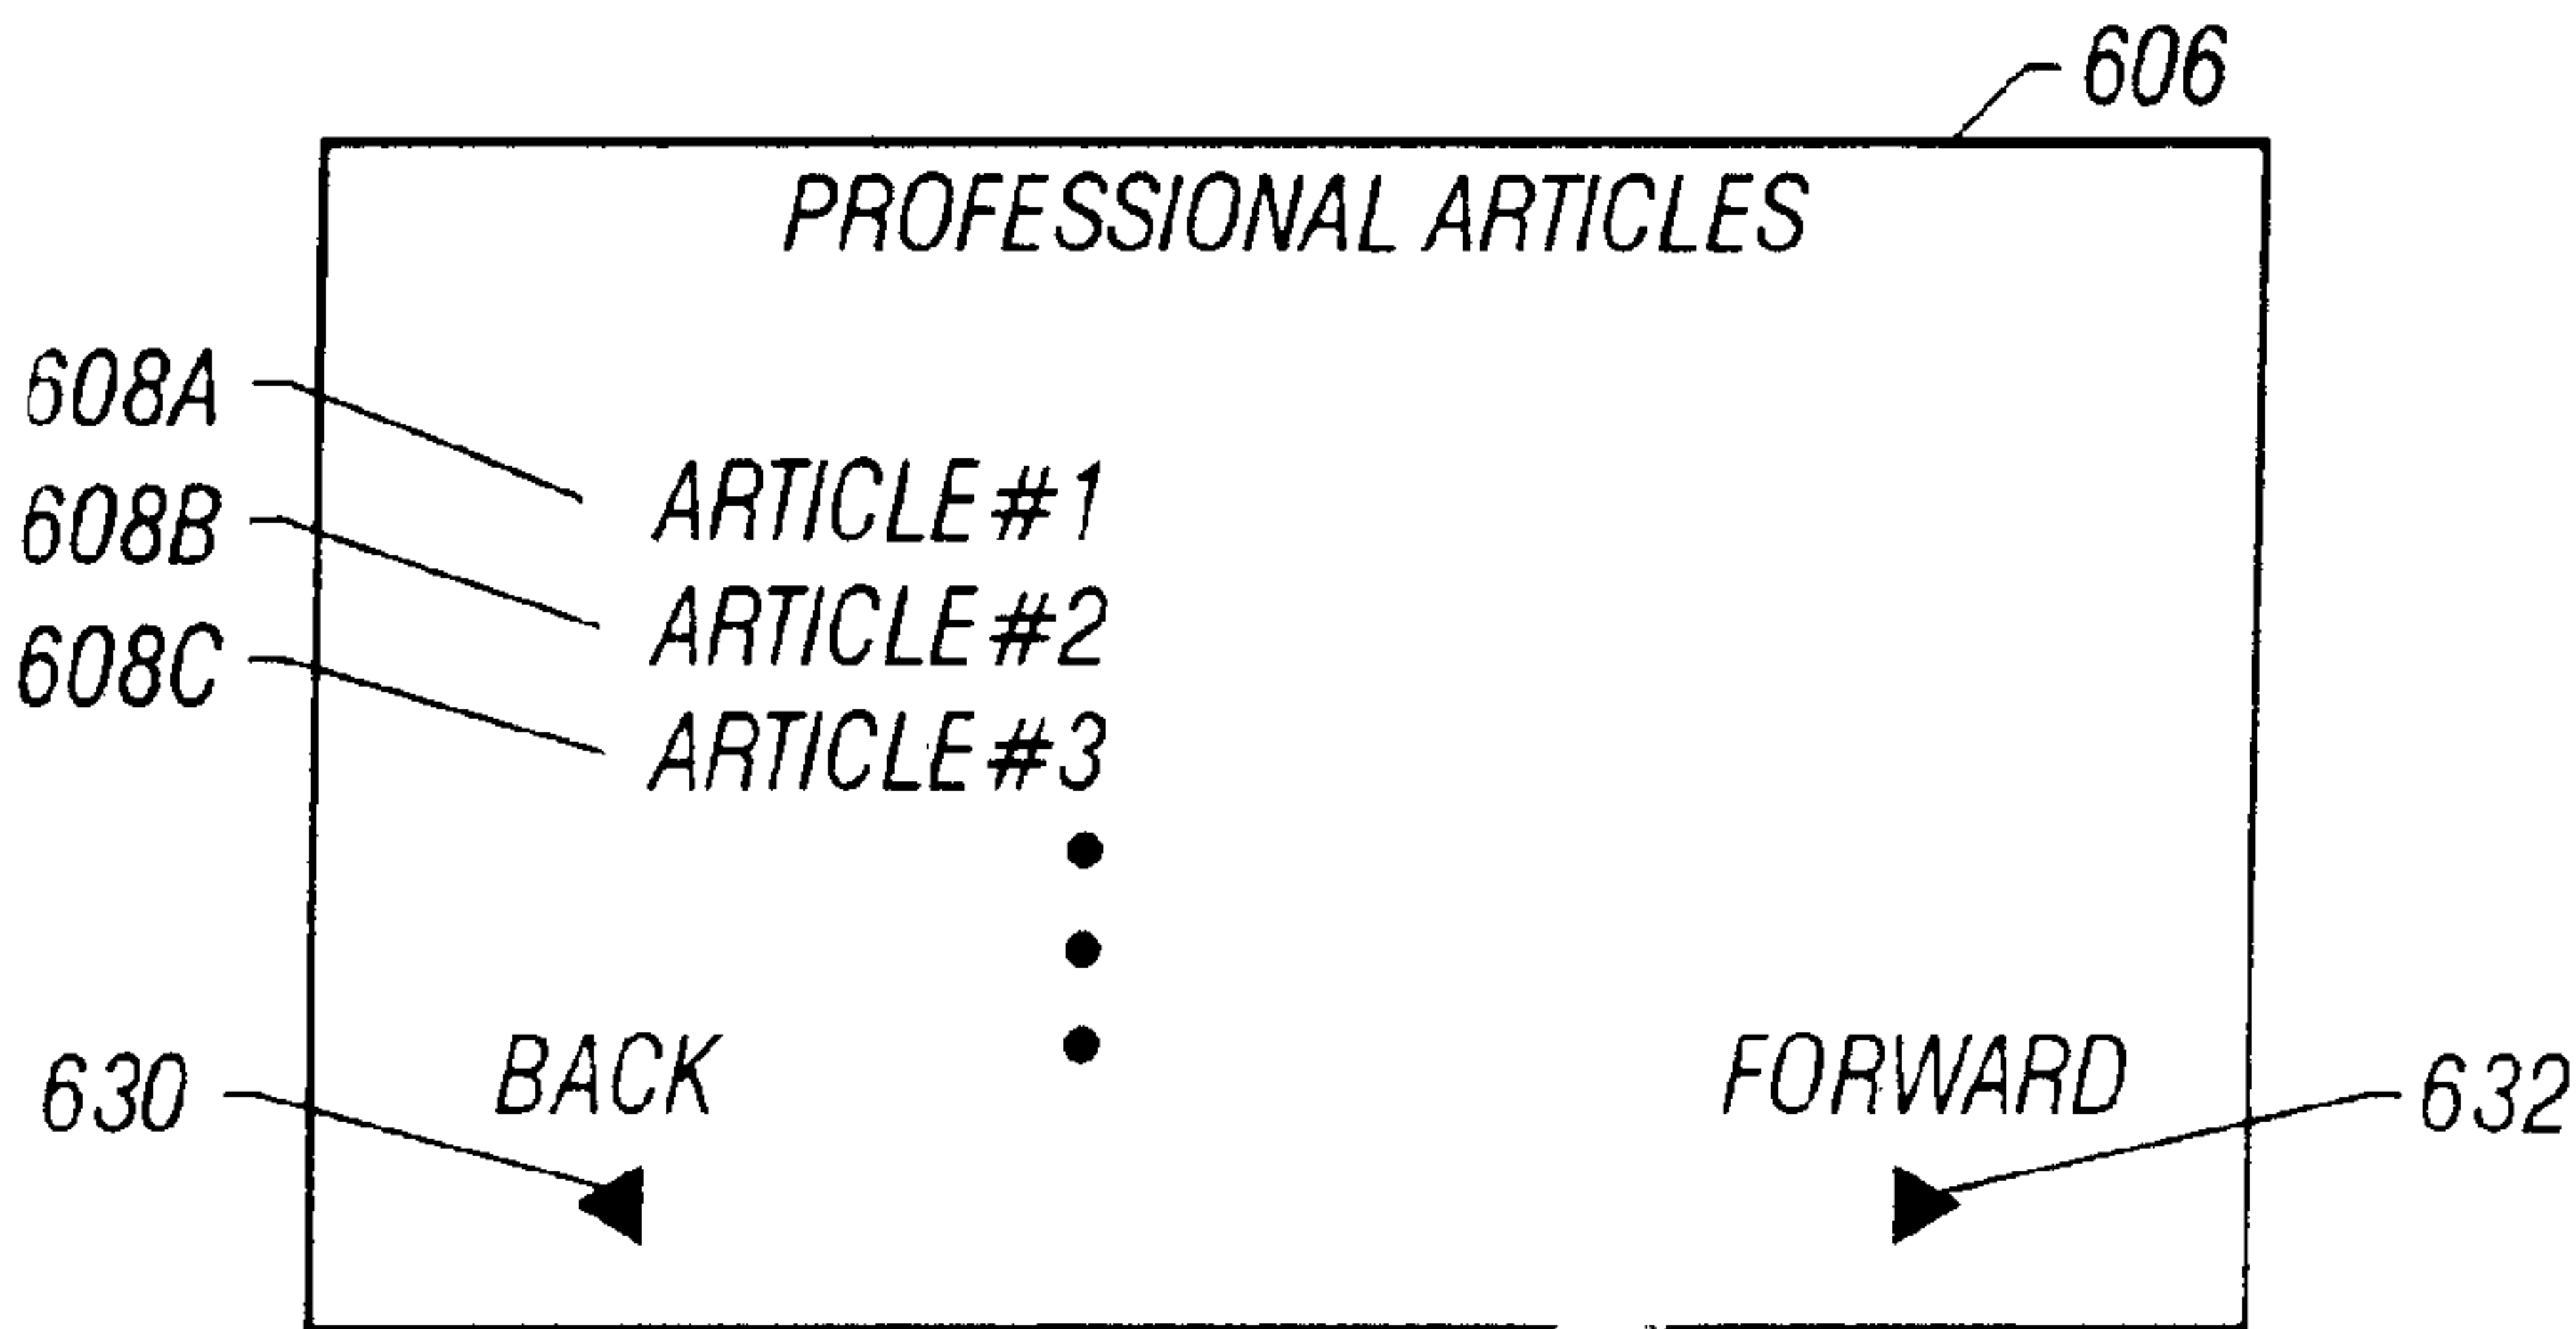 606
PROFESSIONAL ARTICLES
608A
ARTICLE #1
608B
ARTICLE #2
608C
ARTICLE #3
BACK
FORWARD
630
632